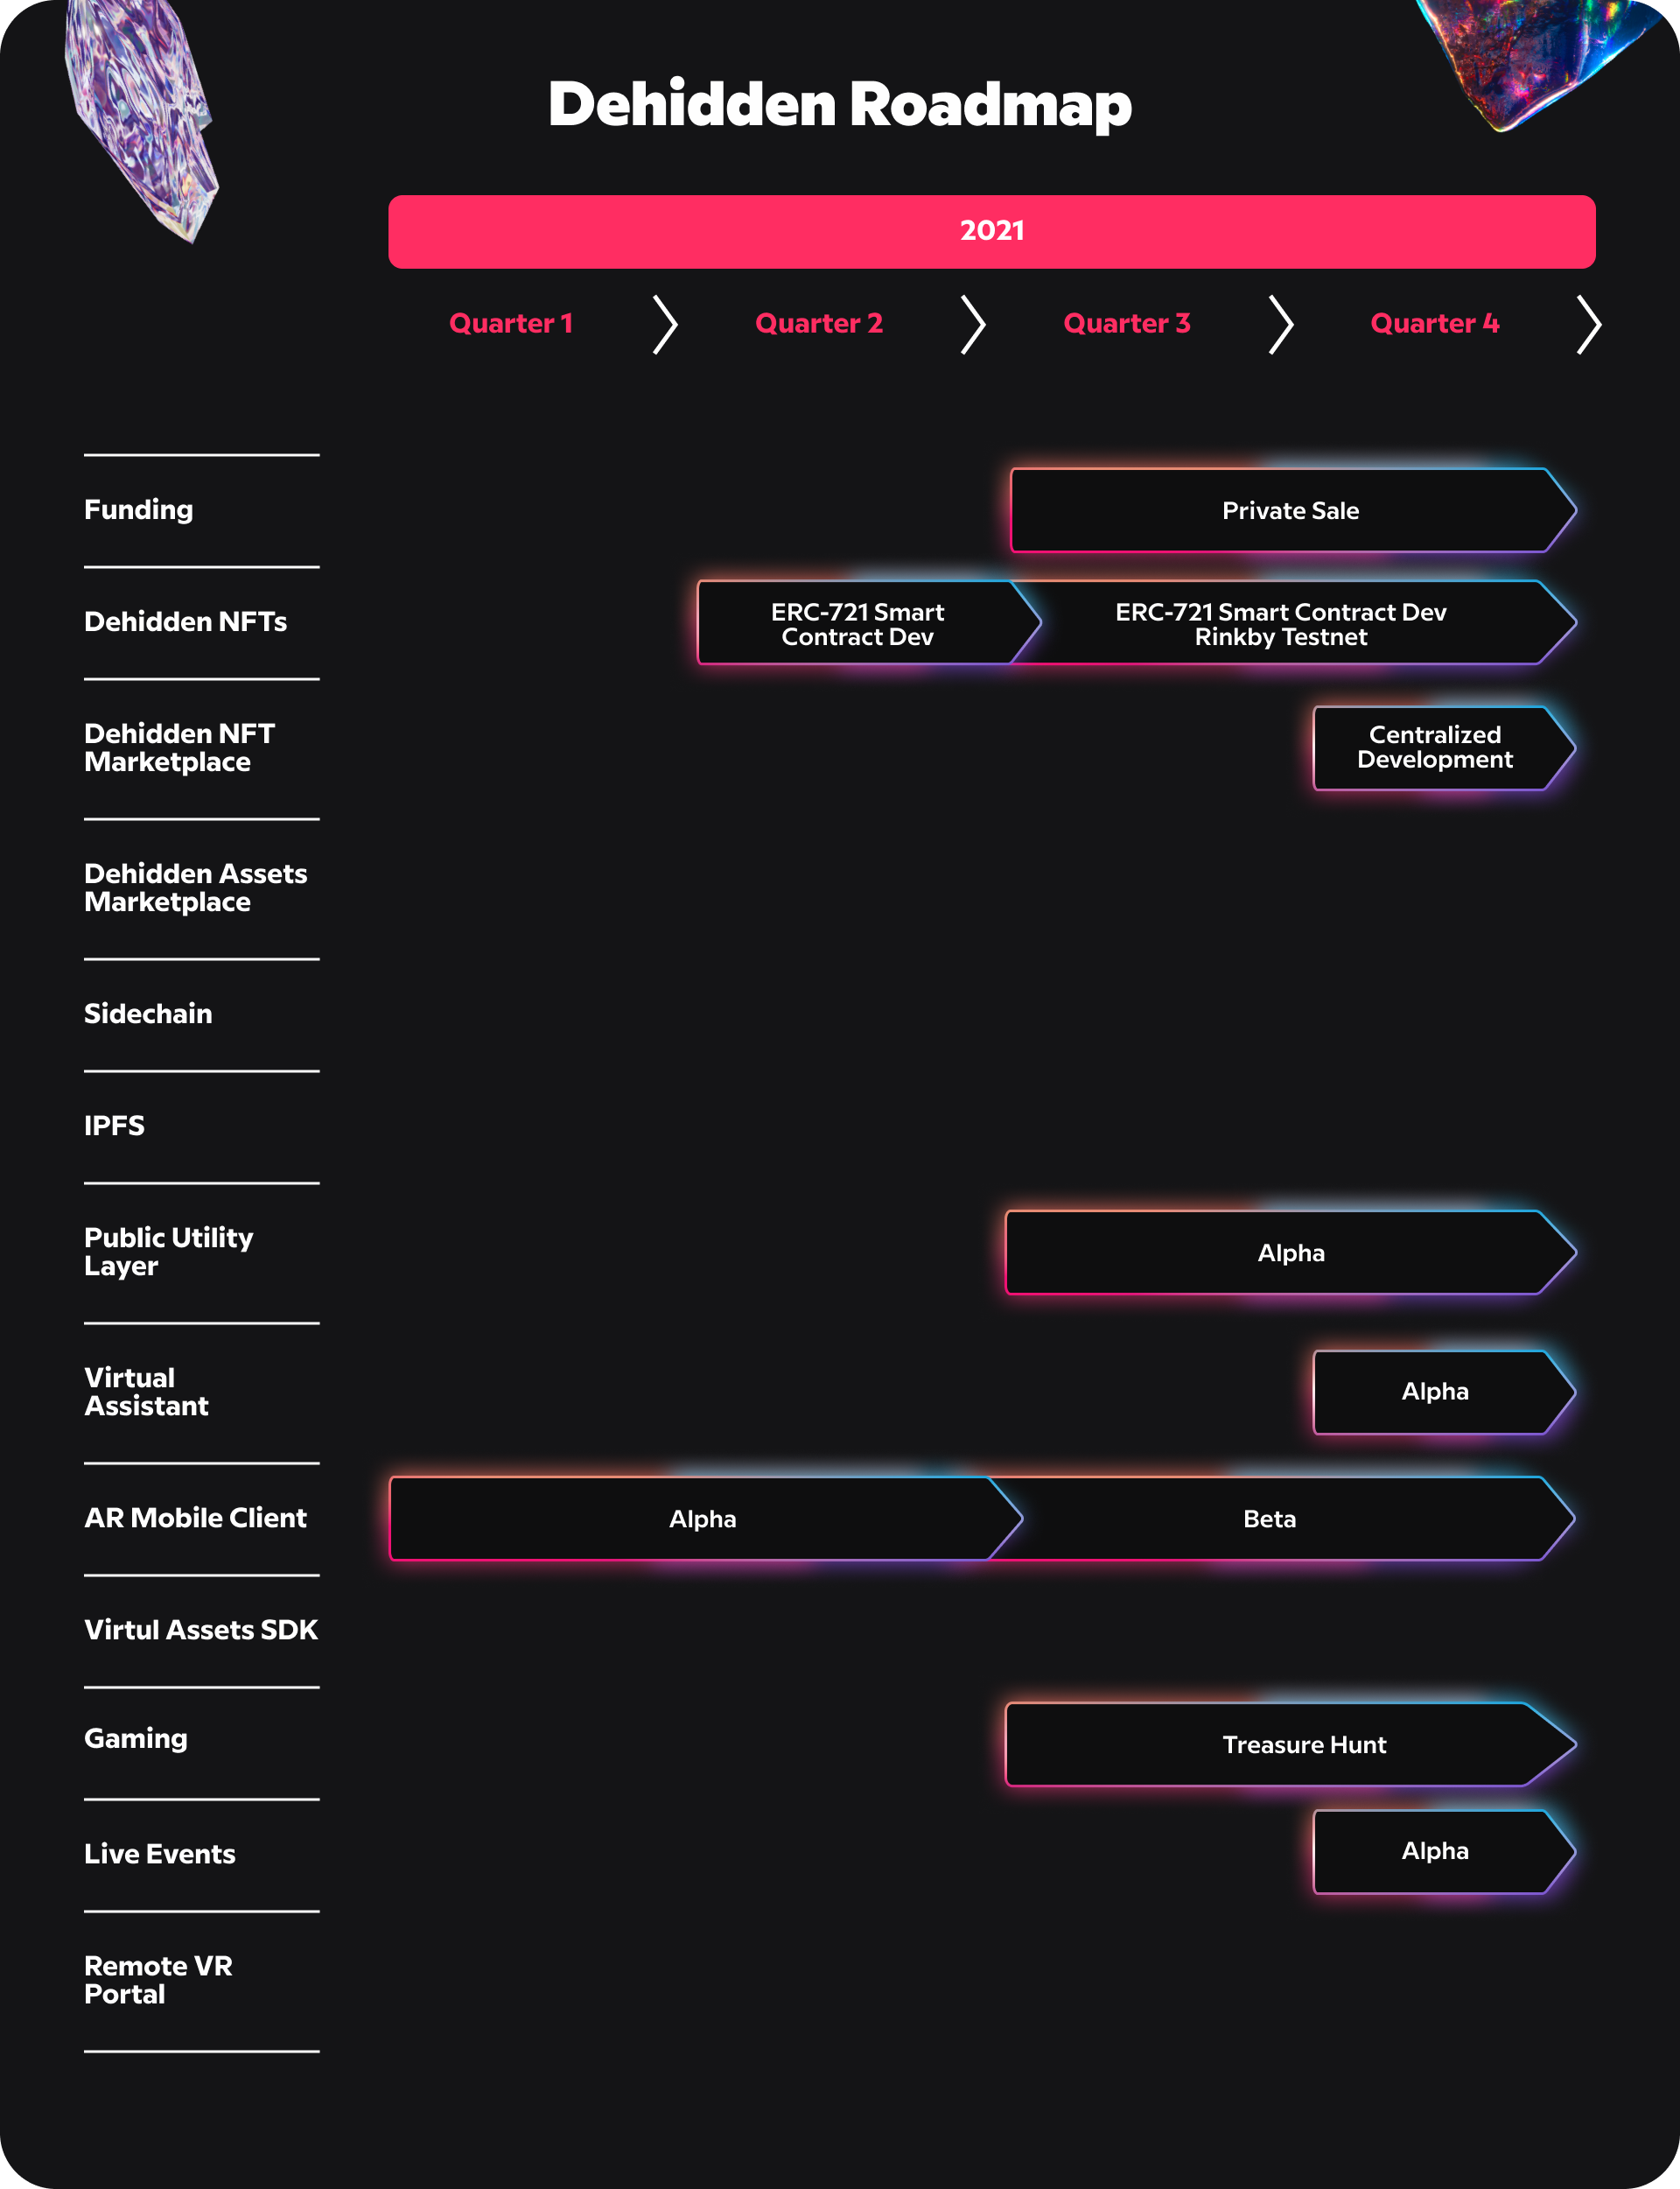 Dehidden Roadmap
2021
Quarter 1
Quarter 2
Quarter 3
Quarter 4
Funding
Private Sale
Dehidden NFTs
ERC-721 Smart
Contract Dev
ERC-721 Smart Contract Dev
Rinkby Testnet
Dehidden NFT
Marketplace
Centralized
Development
Dehidden Assets
Marketplace
Sidechain
IPFS
Public Utility
Layer
Alpha
Virtual
Assistant
Alpha
AR Mobile Client
Alpha
Beta
Virtul Assets SDK
Gaming
Treasure Hunt
Live Events
Alpha
Remote VR
Portal